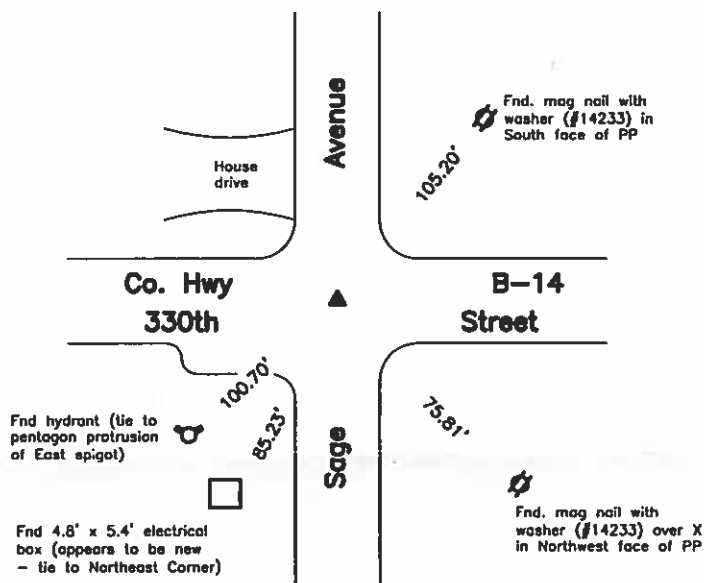 Avenue
Fnd. mag nail with
washer (#14233) in
South face of PP
105.20'
House
drive
Co. Hwy
B-14
330th
Street
100.70'
85.23'
75.81'
Sage
Fnd hydrant (tie to
pentagon protrusion
of East spigot)
Fnd 4.8' x 5.4' electrical
box (appears to be new
- tie to Northeast Corner)
Fnd. mag nail with
washer (#14233) over X
in Northwest face of PP